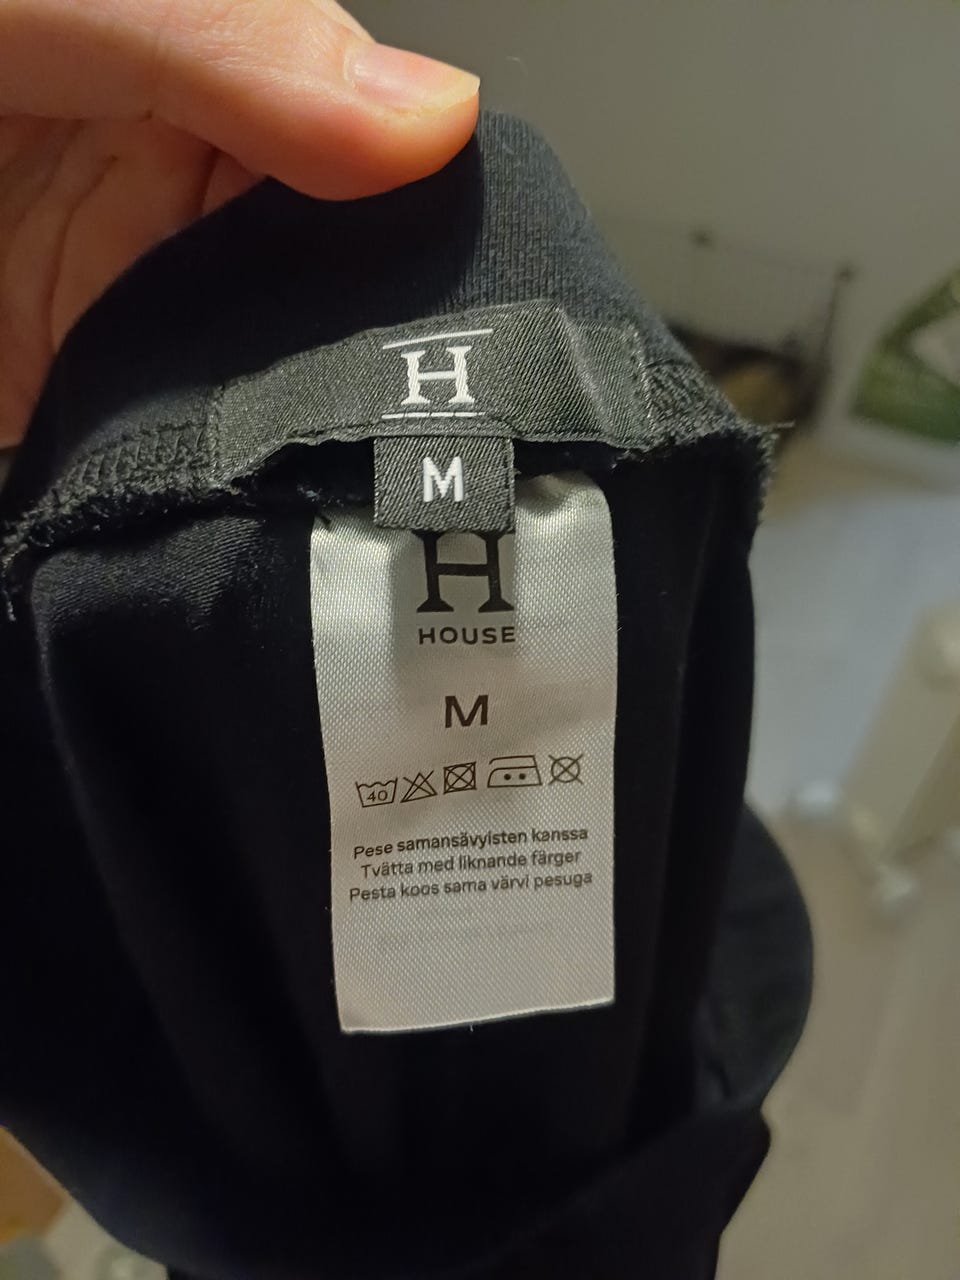 H
M
H
HOUSE
M
40
Pese samansävyisten kanssa
Tvätta med liknande färger
Pesta koos sama värvi pesuga